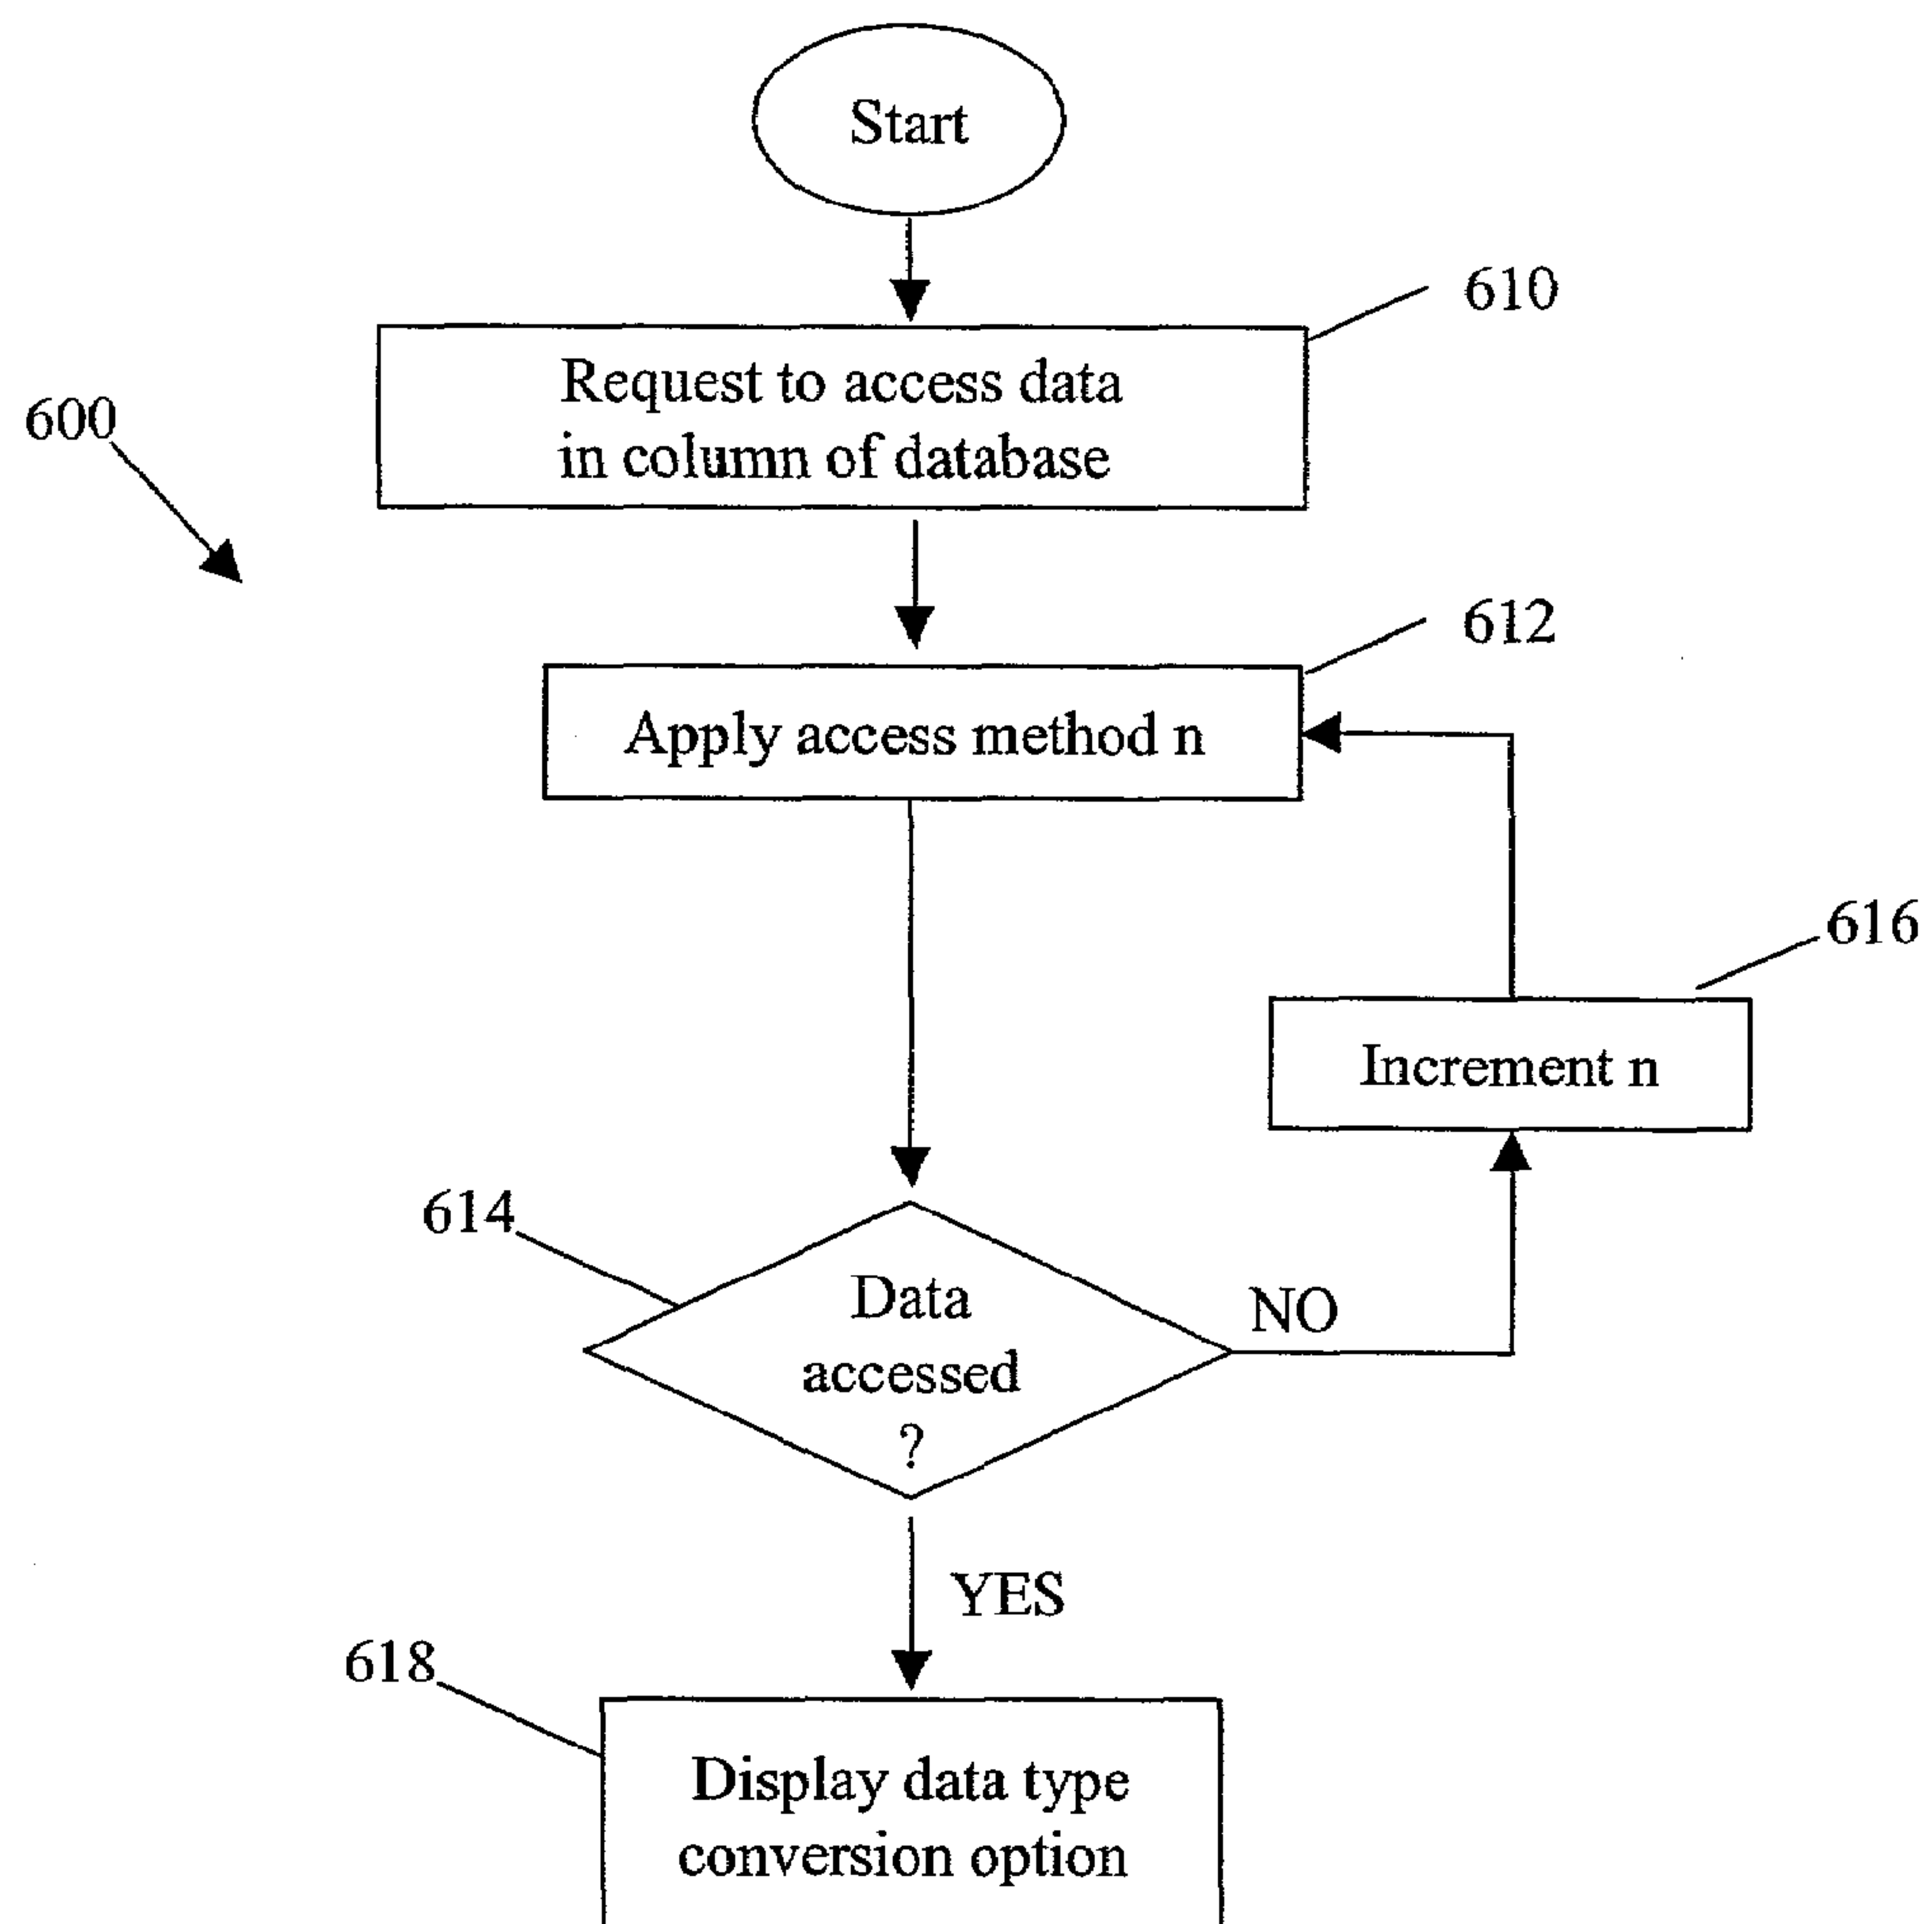 Start
610
Request to access data
in column of database
600
612
Apply access method n
616
Increment n
614
Data
accessed
?
NO
YES
618
Display data type
conversion option